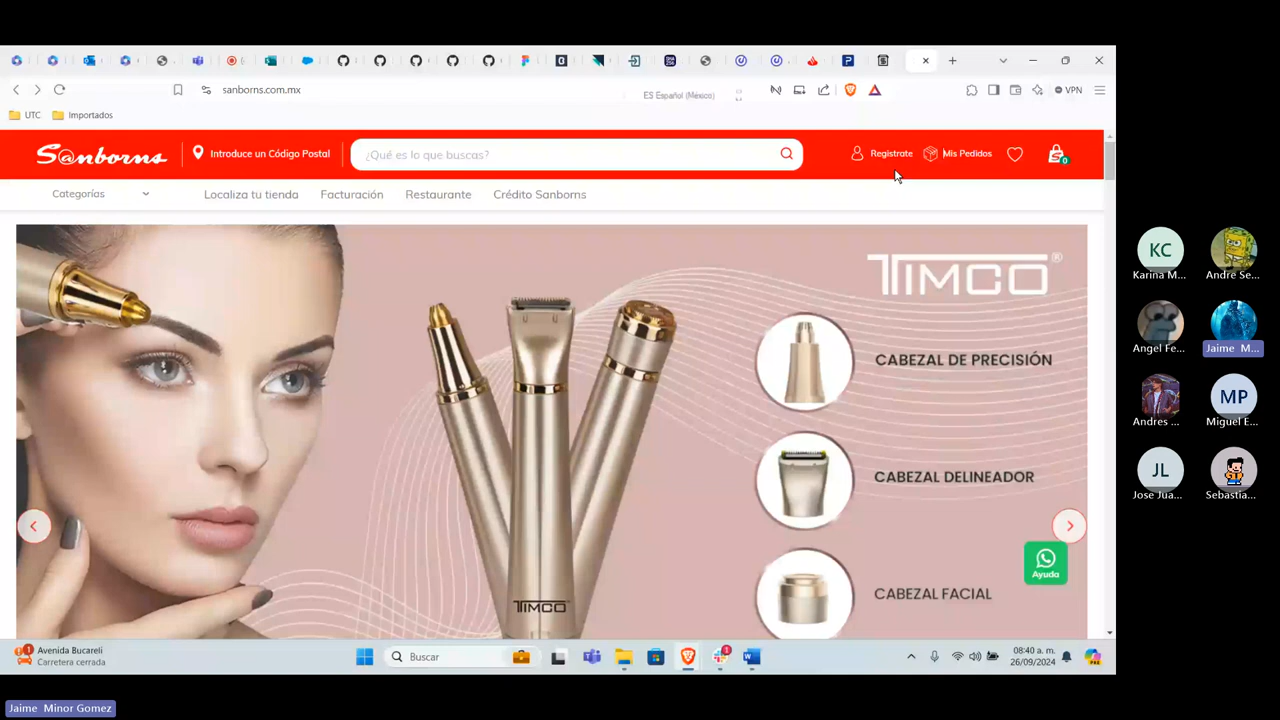 sanborns.com.mx
ES Español (México)
VPN
UTC
Importados
Sanborns
Introduce un Código Postal
¿Qué es lo que buscas?
Registrate
Mis Pedidos
0
Categorías
Localiza tu tienda
Facturación
Restaurante
Crédito Sanborns
TIMCO®
CABEZAL DE PRECISIÓN
CABEZAL DELINEADOR
CABEZAL FACIAL
TIMCO
Ayuda
KC
Karina M...
Andre Se...
Angel Fe...
Jaime M...
Andres ...
MP
Miguel E...
JL
Jose Jua...
Sebastia...
1
Avenida Bucareli
Carretera cerrada
Buscar
08:40 a. m.
26/09/2024
Jaime Minor Gomez